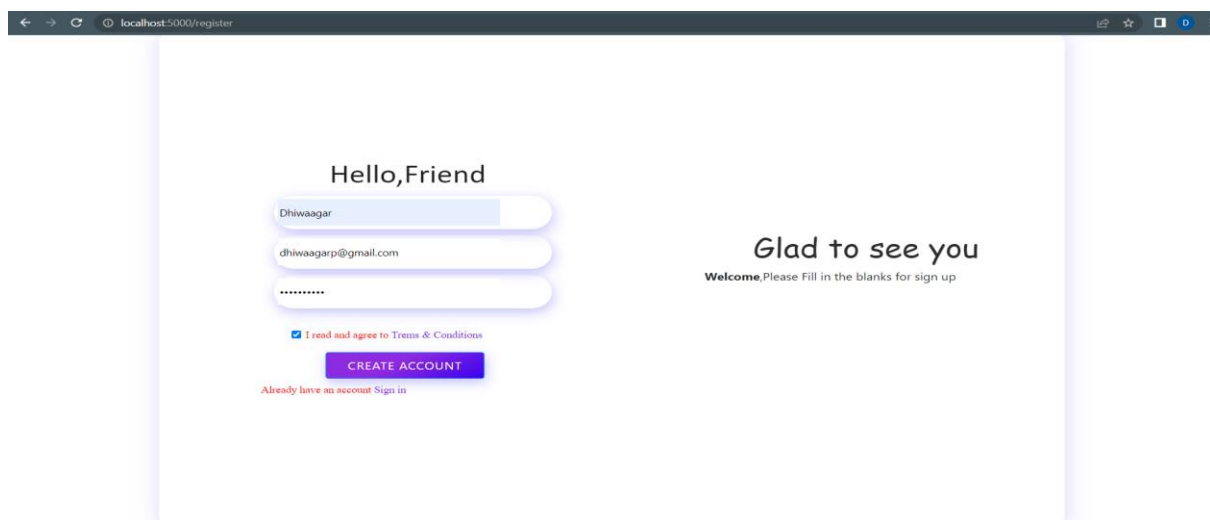 localhost:5000/register
D
Hello,Friend
Dhiwaagar
dhiwaagarp@gmail.com
••••••••••
I read and agree to Trems & Conditions
CREATE ACCOUNT
Already have an account Sign in
Glad to see you
Welcome,Please Fill in the blanks for sign up